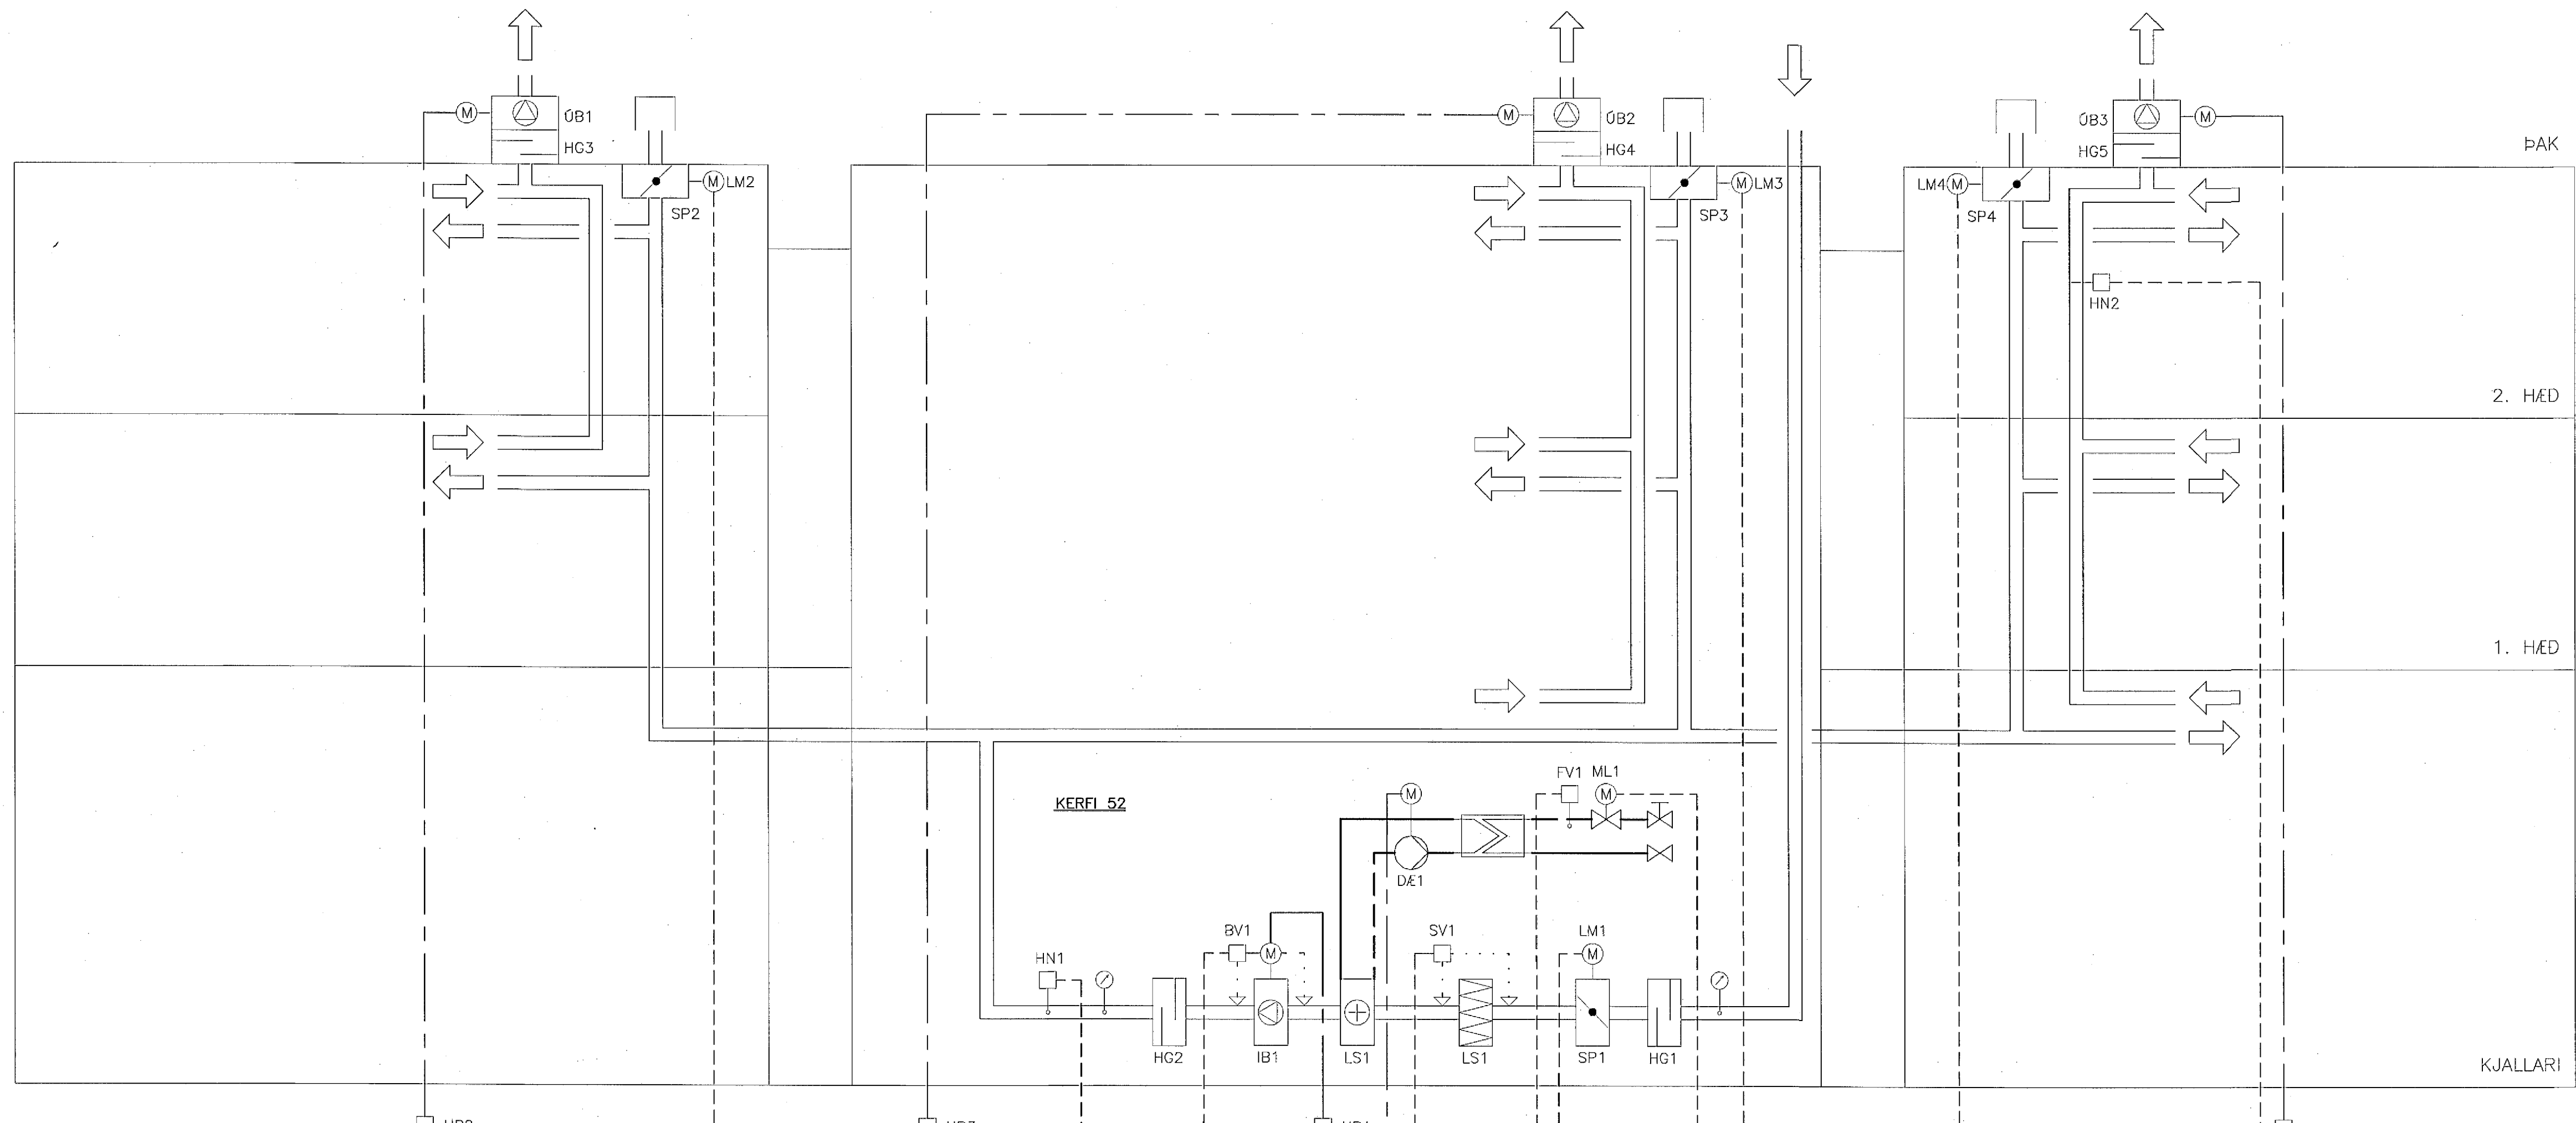 M
ÚB1
HG3
M LM2
SP2
M
ÚB2
HG4
M LM3
SP3
ÚB3
M
HG5
LM4 M
SP4
ÞAK
HN2
2. HÆÐ
1. HÆÐ
KERFI 52
FV1 ML1
M
M
DÆ1
BV1
M
SV1
LM1
M
HN1
HG2
IB1
LS1
LS1
SP1
HG1
KJALLARI